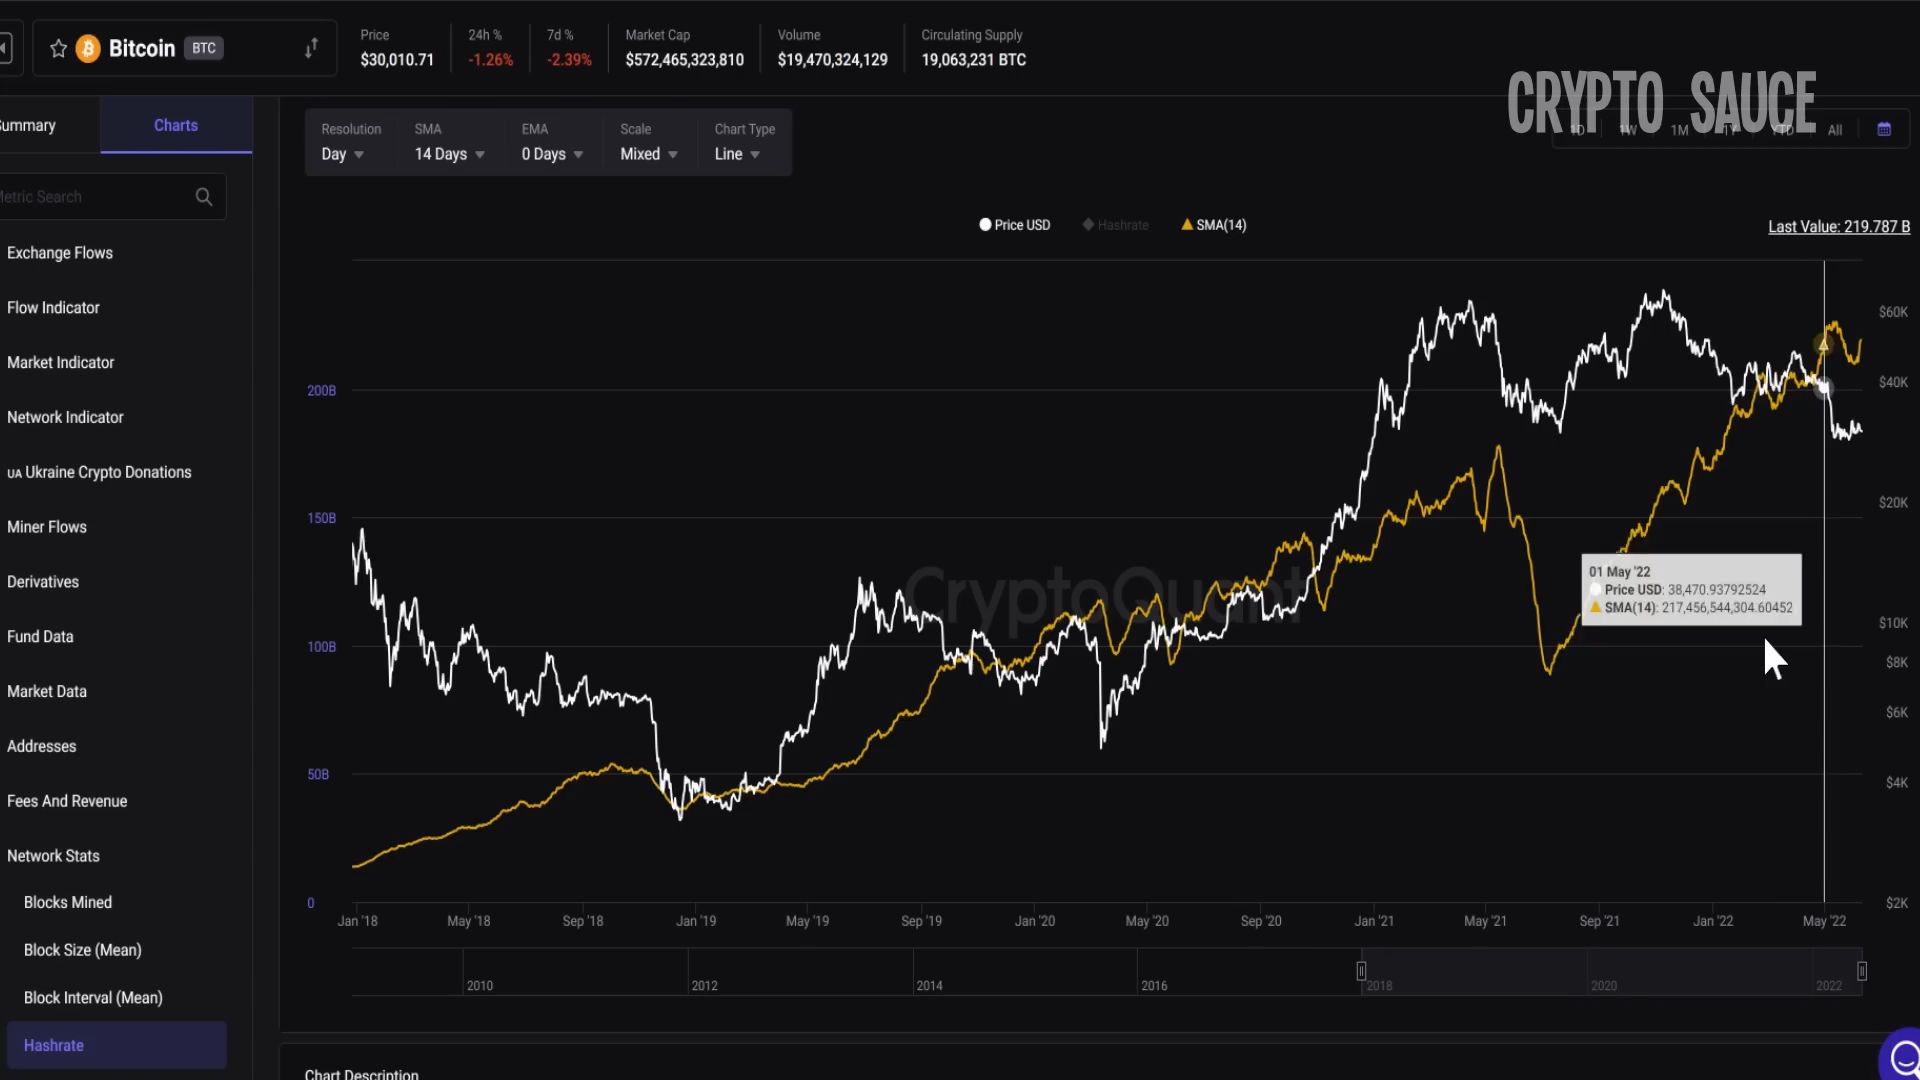 Bitcoin BTC
Price 24h % 7d % Market Cap Volume Circulating Supply
$30,010.71 -1.26% -2.39% $572,465,323,810 $19,470,324,129 19,063,231 BTC
CRYPTO SAUCE
Summary Charts
Resolution SMA EMA Scale Chart Type
Day 14 Days 0 Days Mixed Line
1D 1W 1M 1Y YTD All
Metric Search
Price USD Hashrate SMA(14)
Last Value: 219.787 B
Exchange Flows
Flow Indicator
Market Indicator
Network Indicator
UA Ukraine Crypto Donations
Miner Flows
Derivatives
Fund Data
Market Data
Addresses
Fees And Revenue
Network Stats
Blocks Mined
Block Size (Mean)
Block Interval (Mean)
Hashrate
200B
150B
100B
50B
0
CryptoQuant
01 May '22
Price USD: 38,470.93792524
SMA(14): 217,456,544,304.60452
$60K
$40K
$20K
$10K
$8K
$6K
$4K
$2K
Jan '18 May '18 Sep '18 Jan '19 May '19 Sep '19 Jan '20 May '20 Sep '20 Jan '21 May '21 Sep '21 Jan '22 May '22
2010 2012 2014 2016 2018 2020 2022
Chart Description